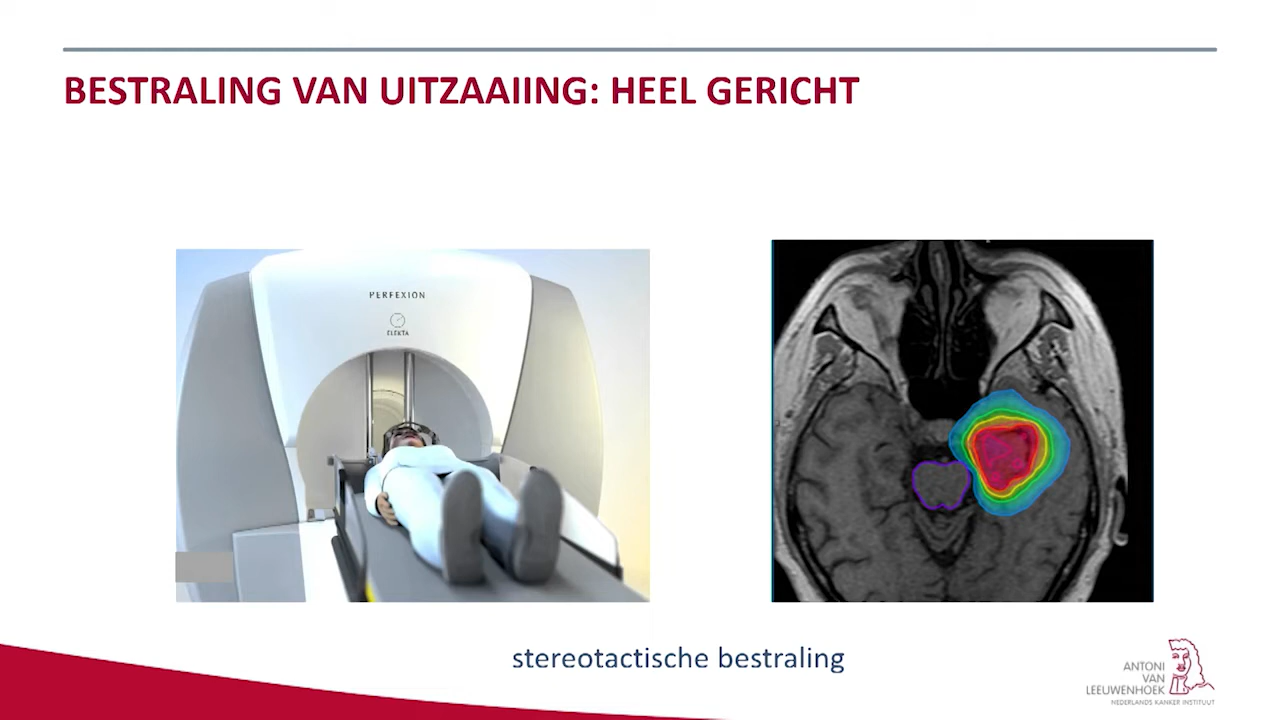 BESTRALING VAN UITZAAIING: HEEL GERICHT
PERFEXION
ELEKTA
stereotactische bestraling
ANTONI
VAN
LEEUWENHOEK
NEDERLANDS KANKER INSTITUUT